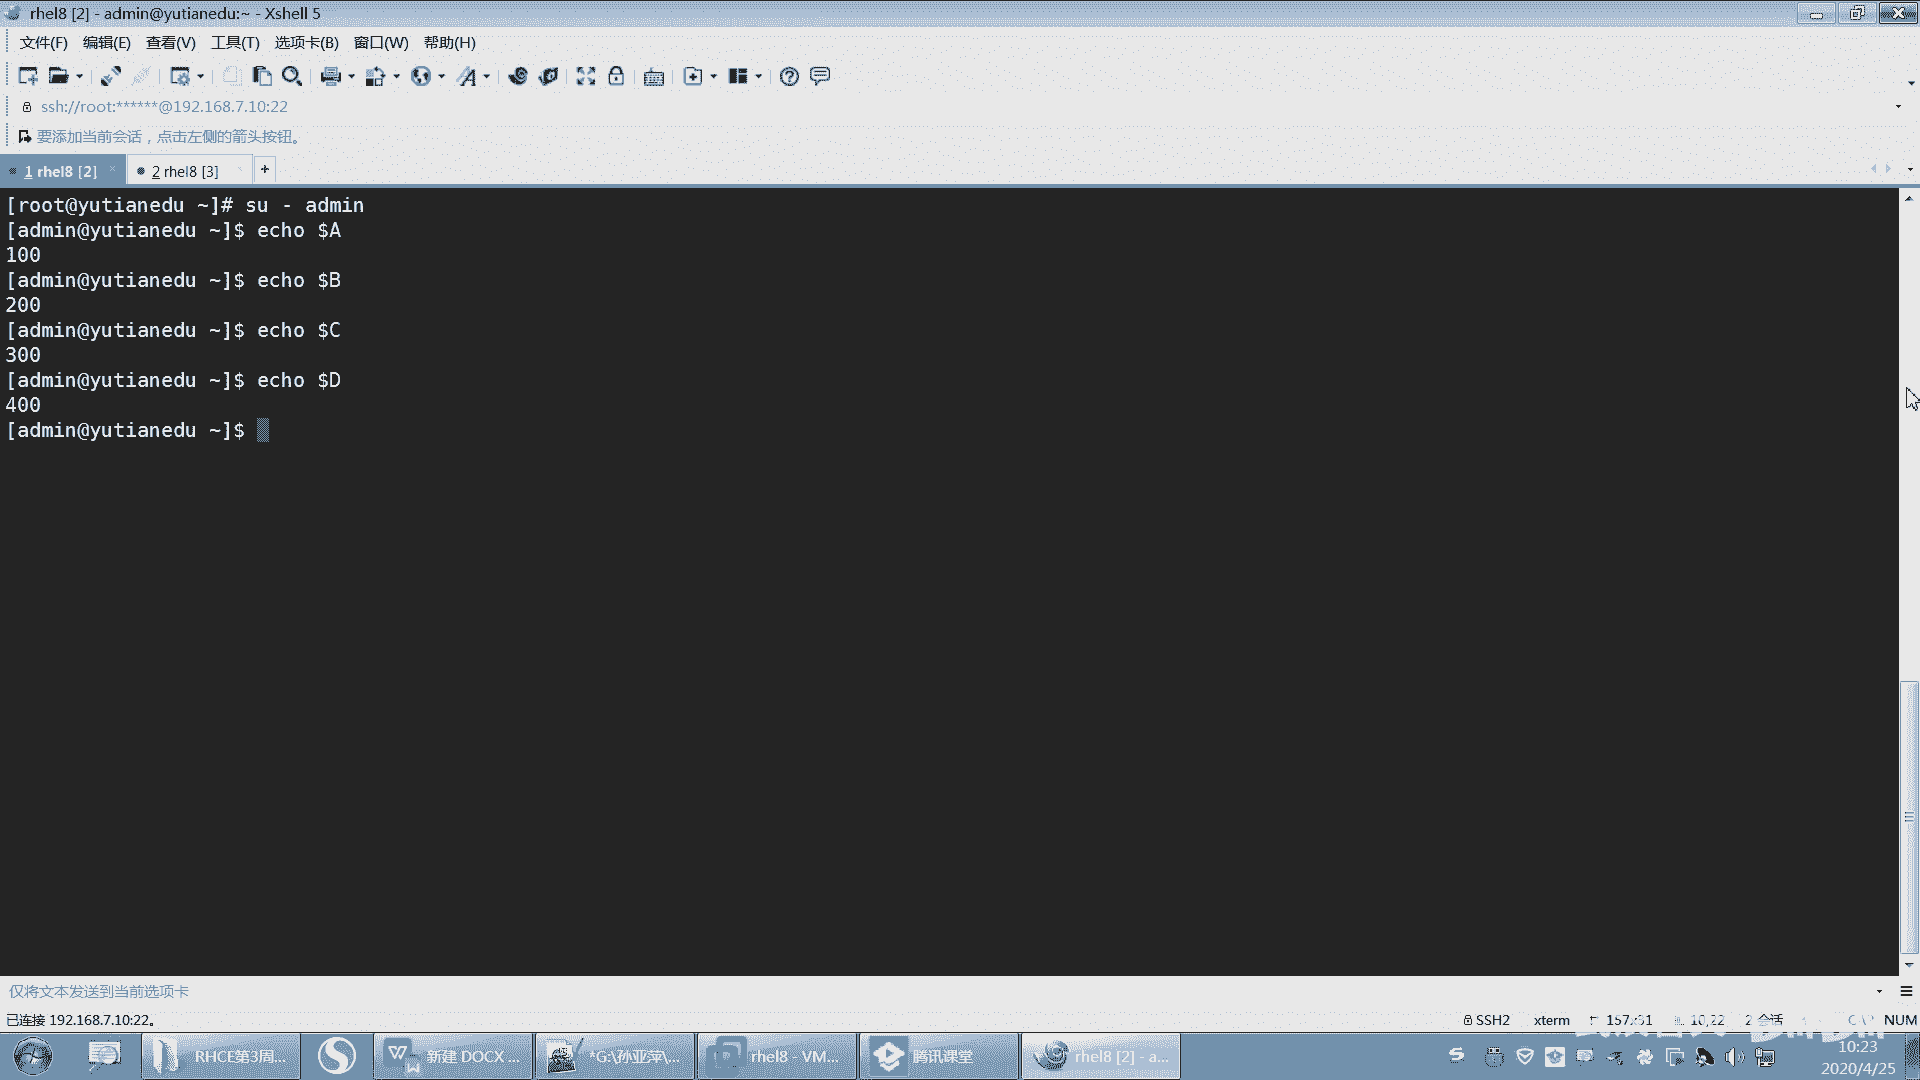 rhel8 [2] - admin@yutianedu:~ - Xshell 5
文件(F) 编辑(E) 查看(V) 工具(T) 选项卡(B) 窗口(W) 帮助(H)
ssh://root:******@192.168.7.10:22
要添加当前会话，点击左侧的箭头按钮。
1 rhel8 [2] 2 rhel8 [3] +
[root@yutianedu ~]# su - admin
[admin@yutianedu ~]$ echo $A
100
[admin@yutianedu ~]$ echo $B
200
[admin@yutianedu ~]$ echo $C
300
[admin@yutianedu ~]$ echo $D
400
[admin@yutianedu ~]$
仅将文本发送到当前选项卡
已连接 192.168.7.10:22。 SSH2 xterm 157x31 10,22 2 会话 NUM
RHCE第3周... 新建 DOCX ... *G:\孙亚萍\... rhel8 - VM... 腾讯课堂 rhel8 [2] - a...
10:23
2020/4/25